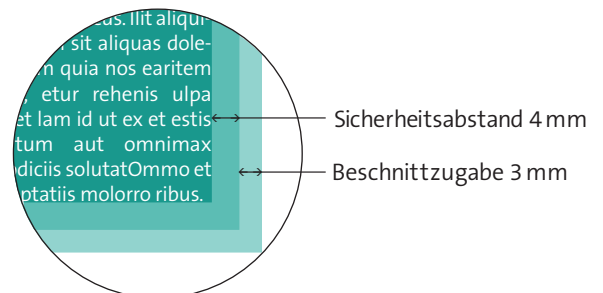 us. Ilit aliqui-
sit aliquas dole-
quia nos earitem
etur rehenis ulpa
et lam id ut ex et estis
tum aut omnimax
diciis solutatOmmo et
ptatiis molorro ribus.
Sicherheitsabstand 4 mm
Beschnittzugabe 3 mm